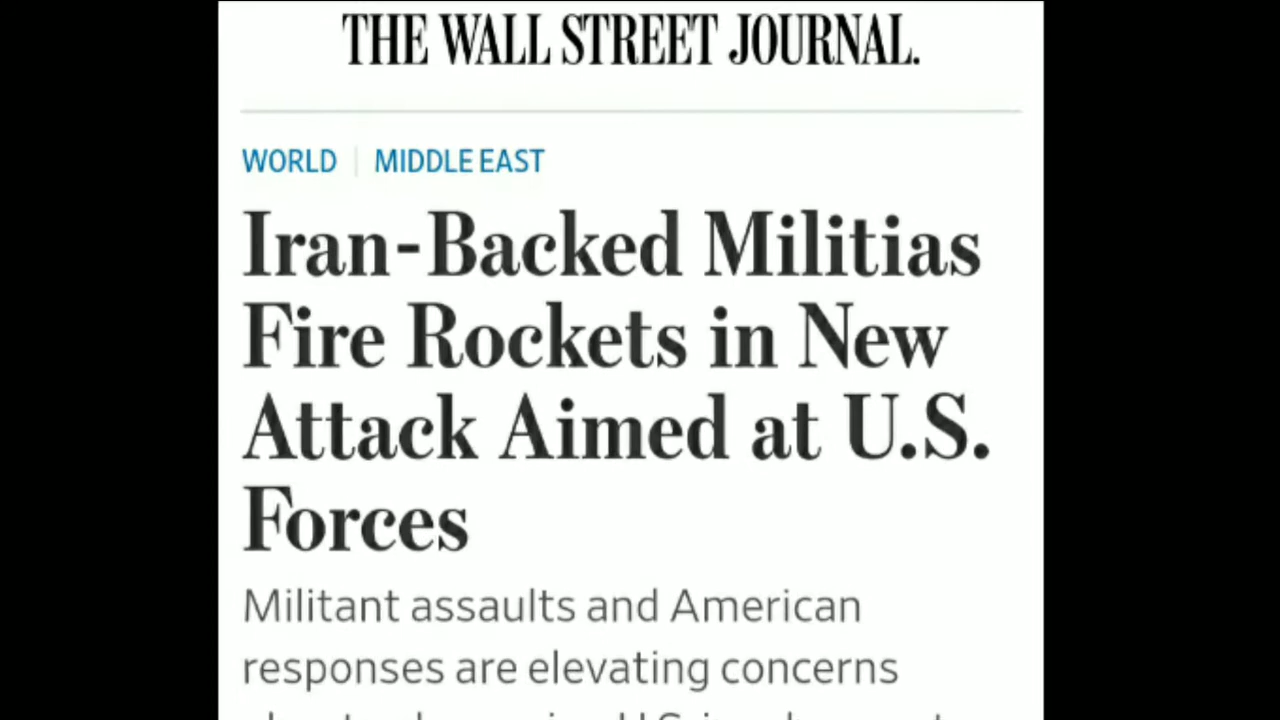 THE WALL STREET JOURNAL.
WORLD | MIDDLE EAST
Iran-Backed Militias
Fire Rockets in New
Attack Aimed at U.S.
Forces
Militant assaults and American
responses are elevating concerns